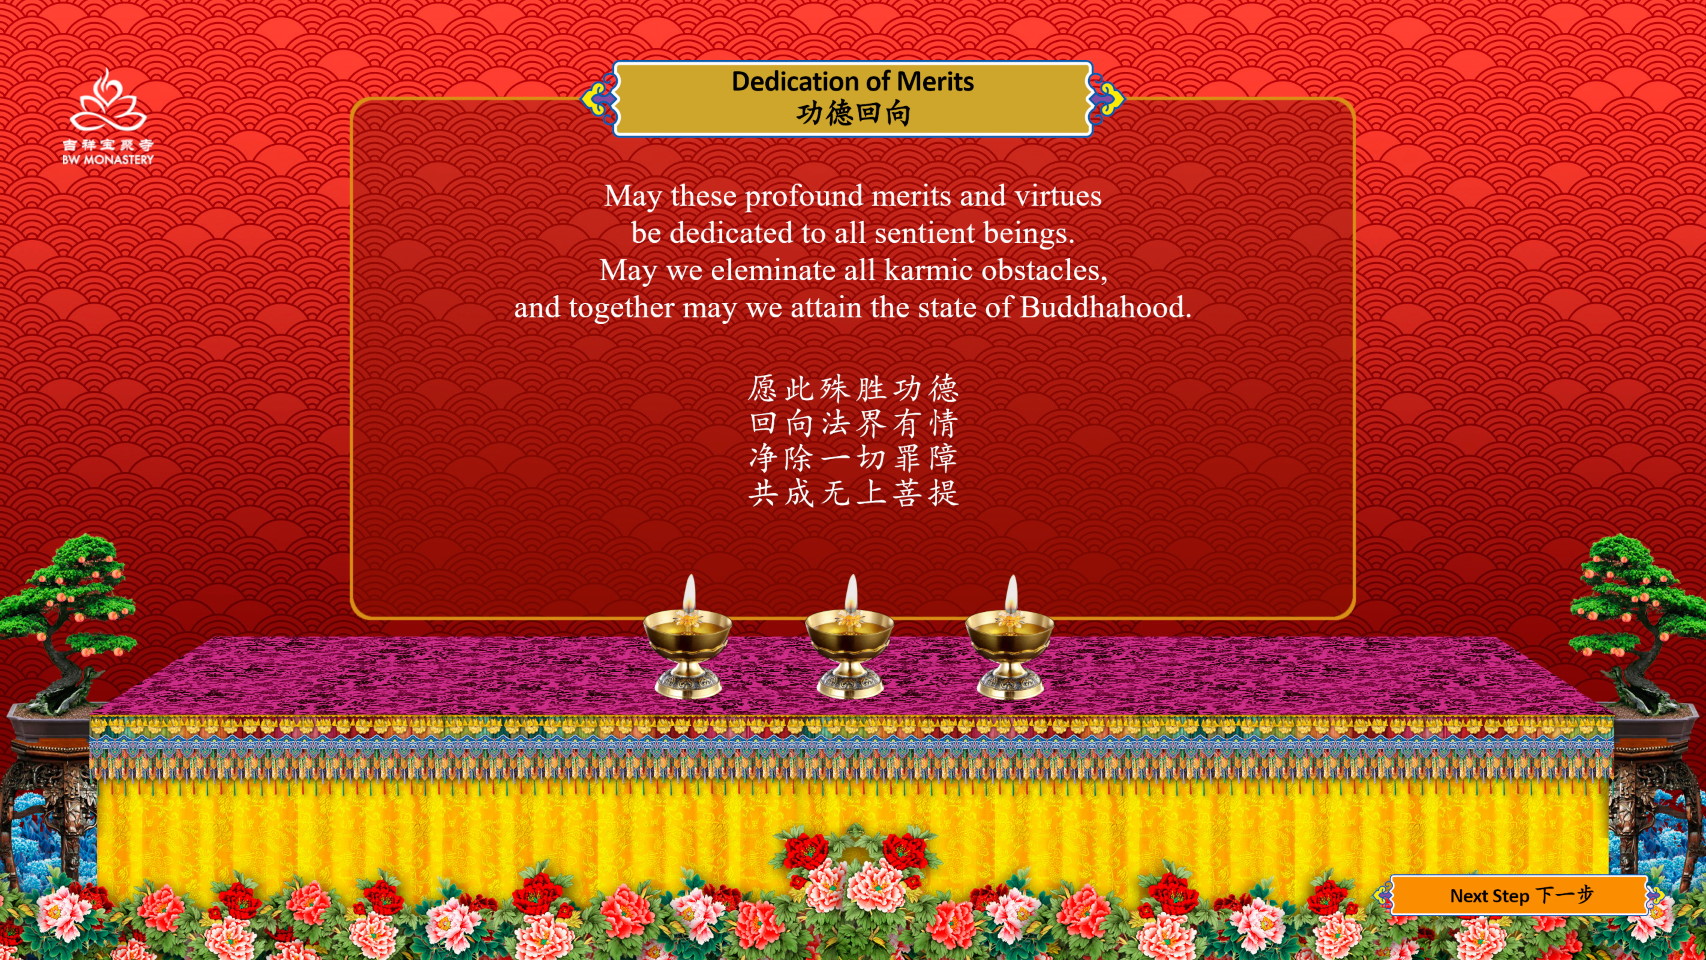 吉祥宝聚寺
BW MONASTERY
Dedication of Merits
功德回向
May these profound merits and virtues
be dedicated to all sentient beings.
May we eleminate all karmic obstacles,
and together may we attain the state of Buddhahood.
愿此殊胜功德
回向法界有情
净除一切罪障
共成无上菩提
Next Step 下一步